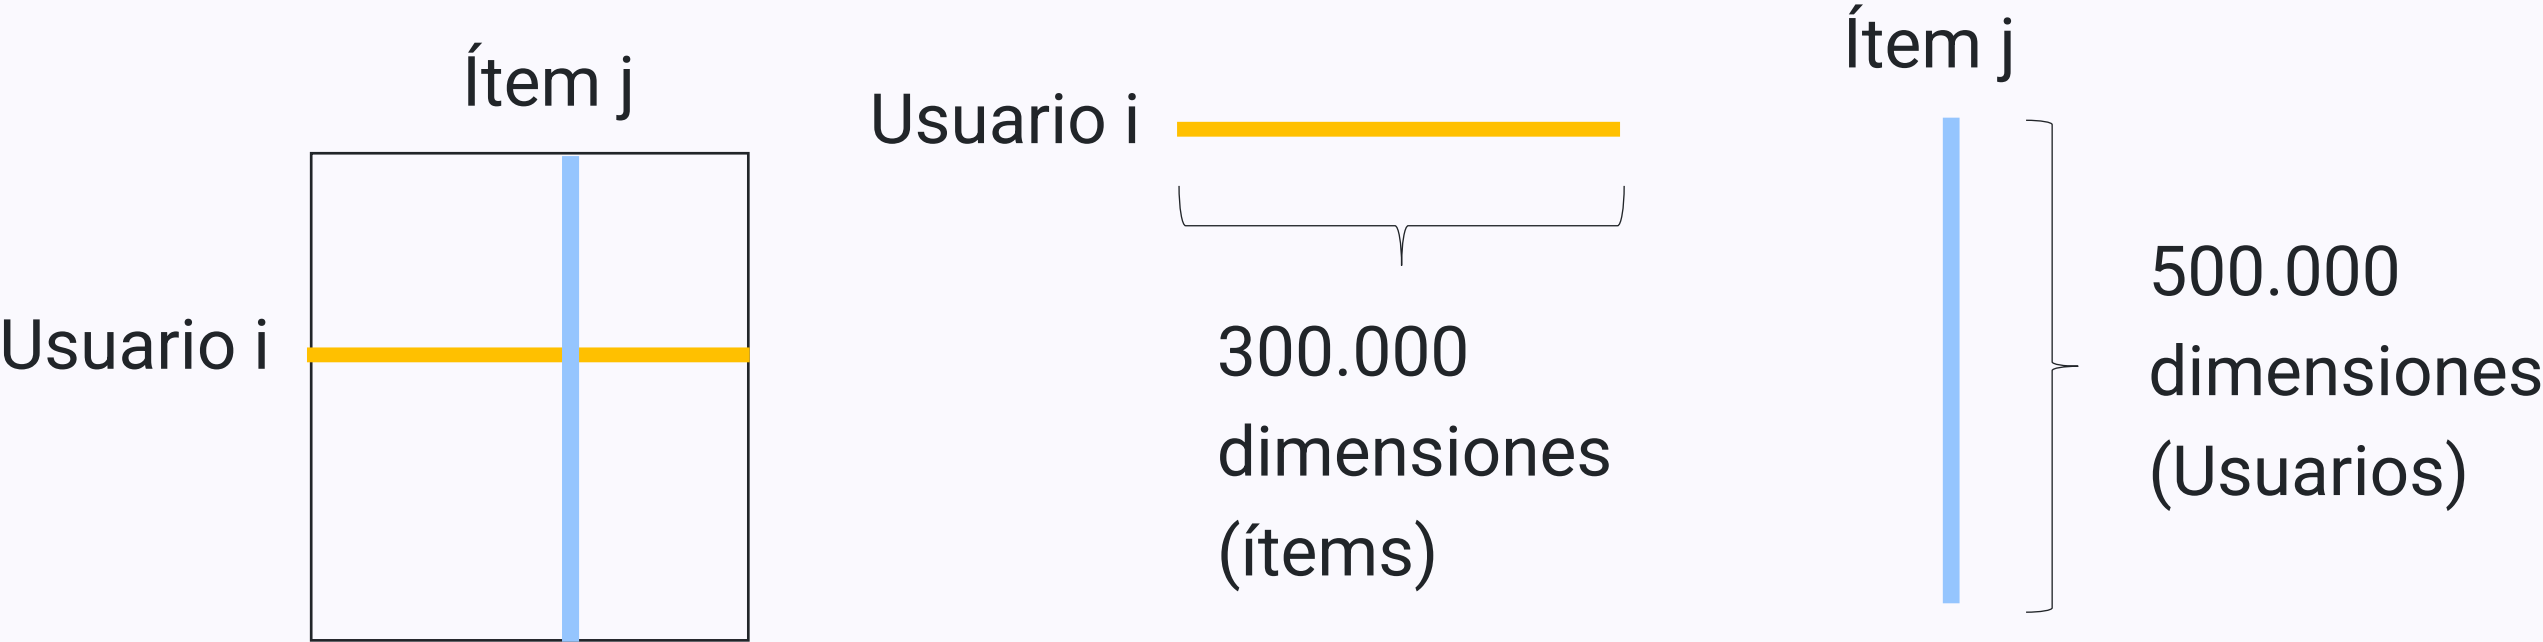 Ítem j
Usuario i
Usuario i
300.000
dimensiones
(ítems)
Ítem j
500.000
dimensiones
(Usuarios)